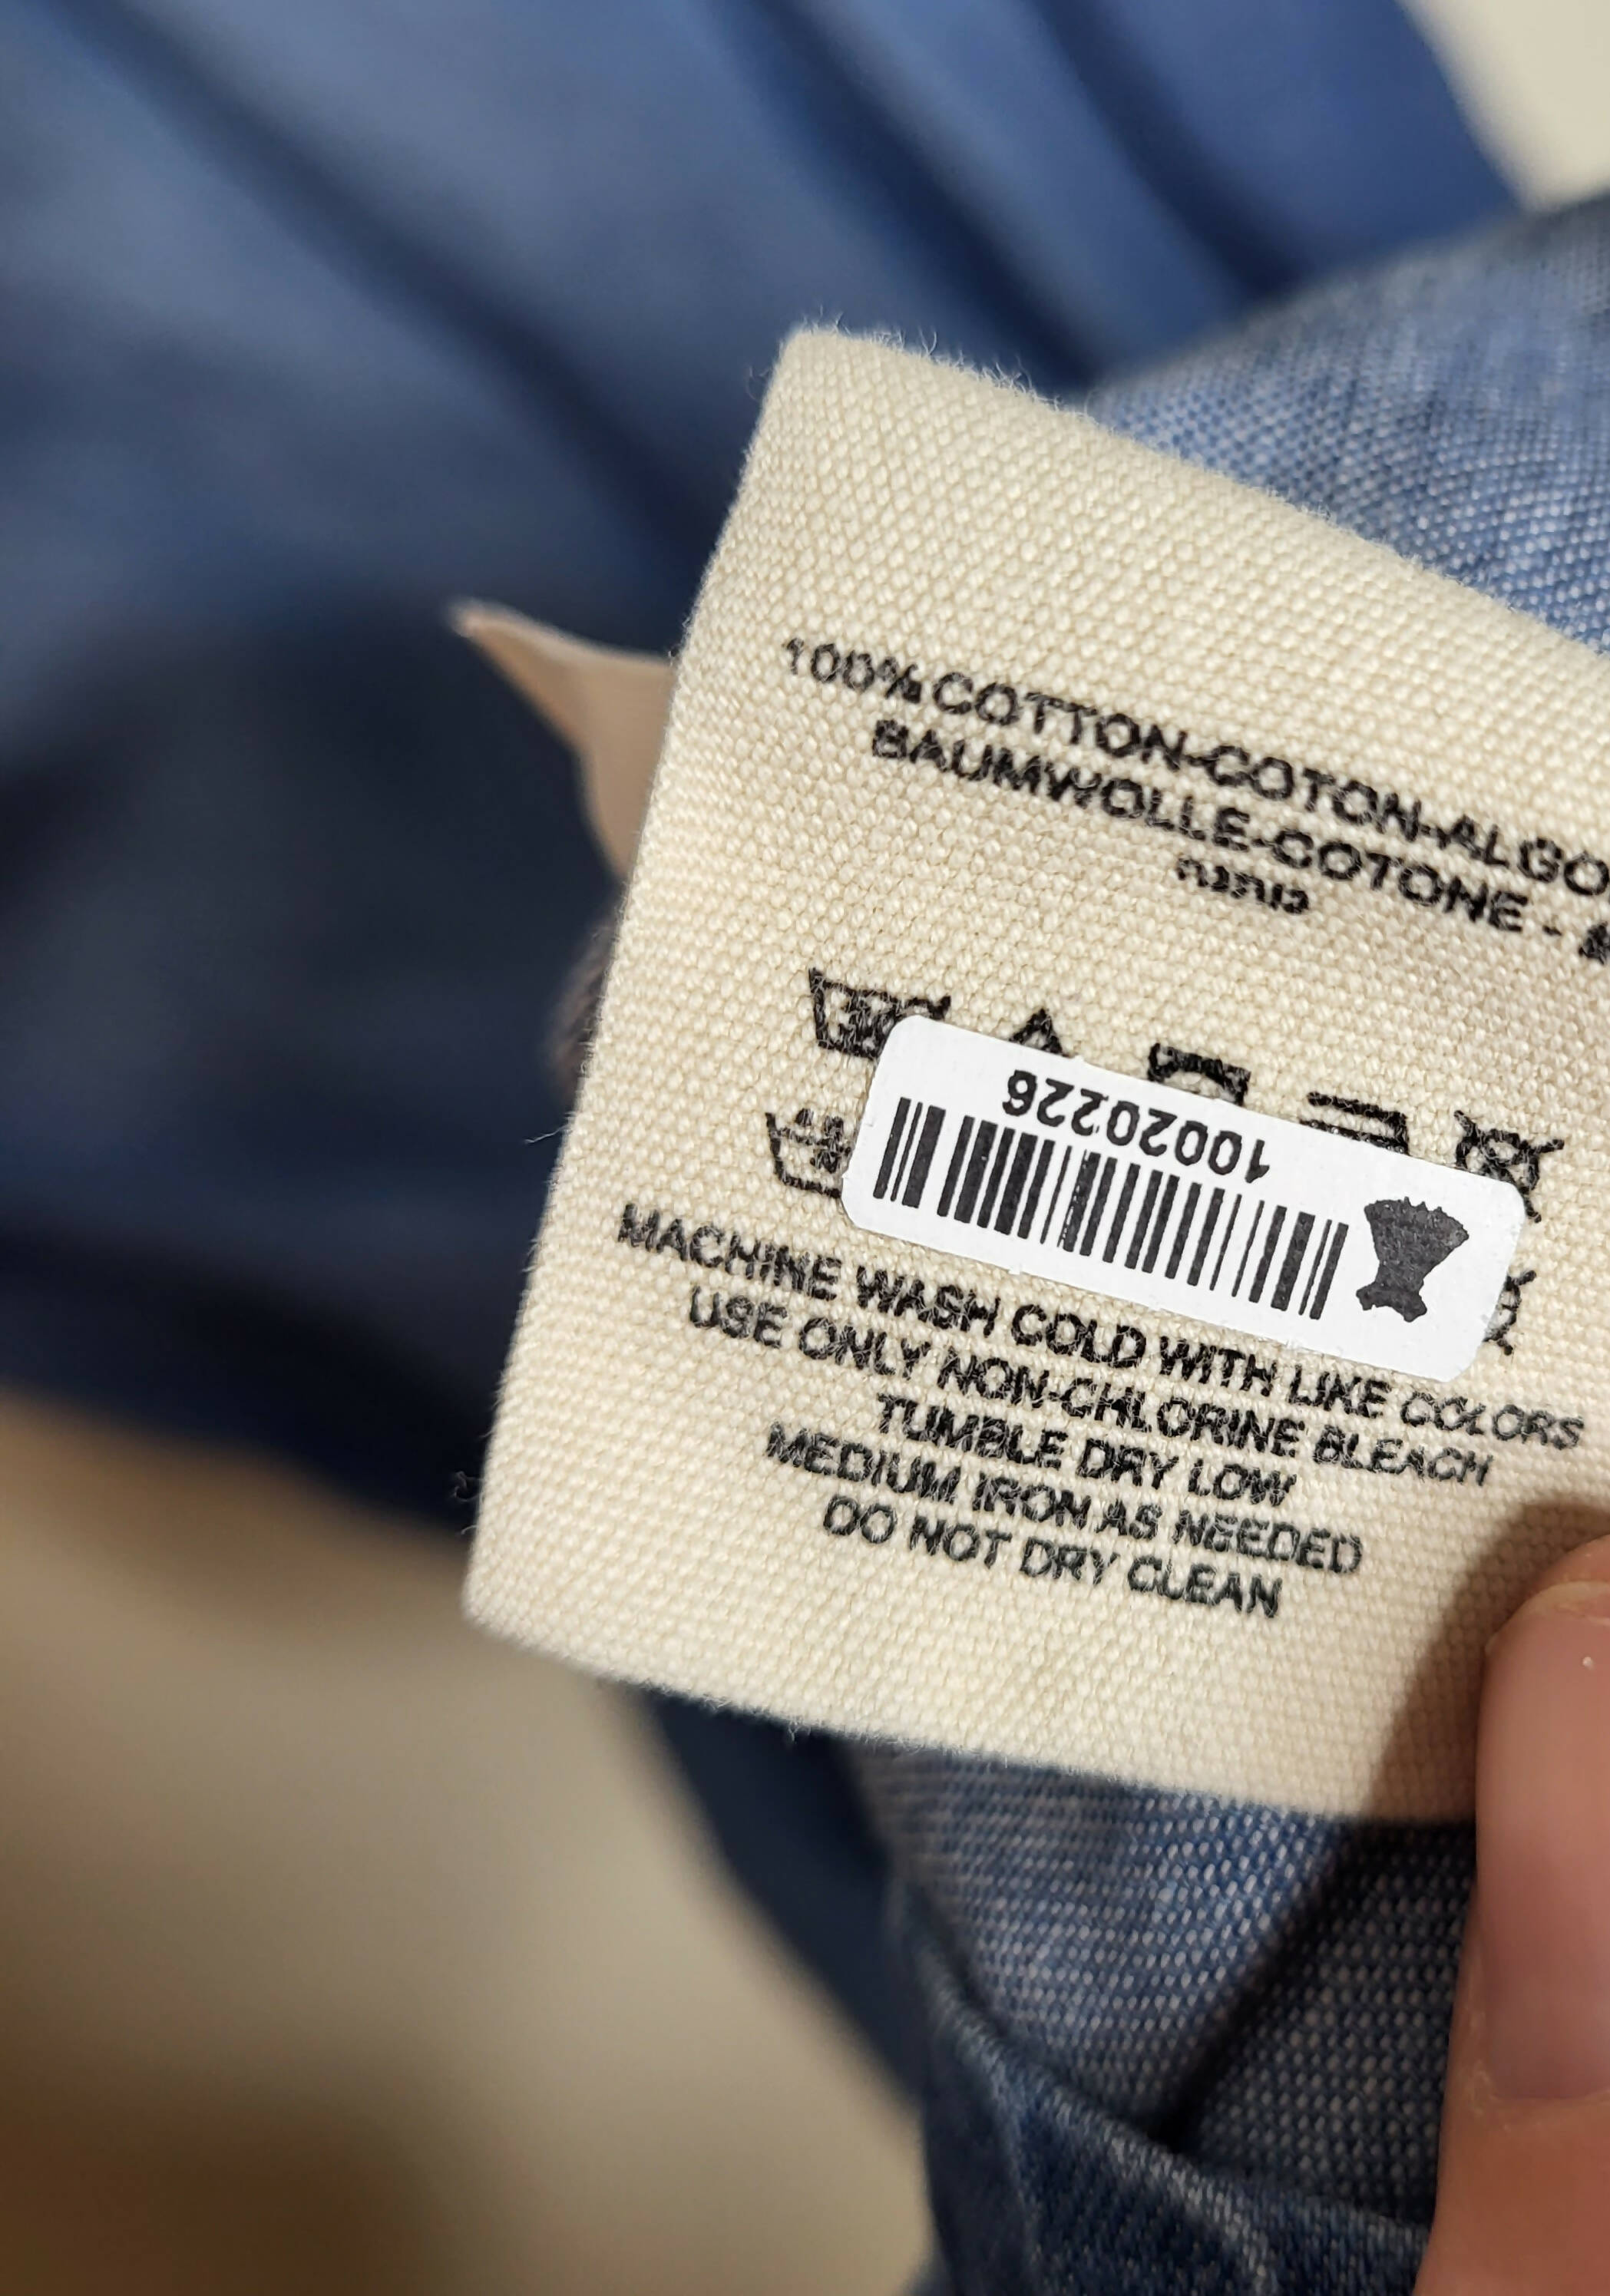 100% COTTON-COTON-ALGO
BAUMWOLLE-COTONE -
כותנה
10020226
MACHINE WASH COLD WITH LIKE COLORS
USE ONLY NON-CHLORINE BLEACH
TUMBLE DRY LOW
MEDIUM IRON AS NEEDED
DO NOT DRY CLEAN